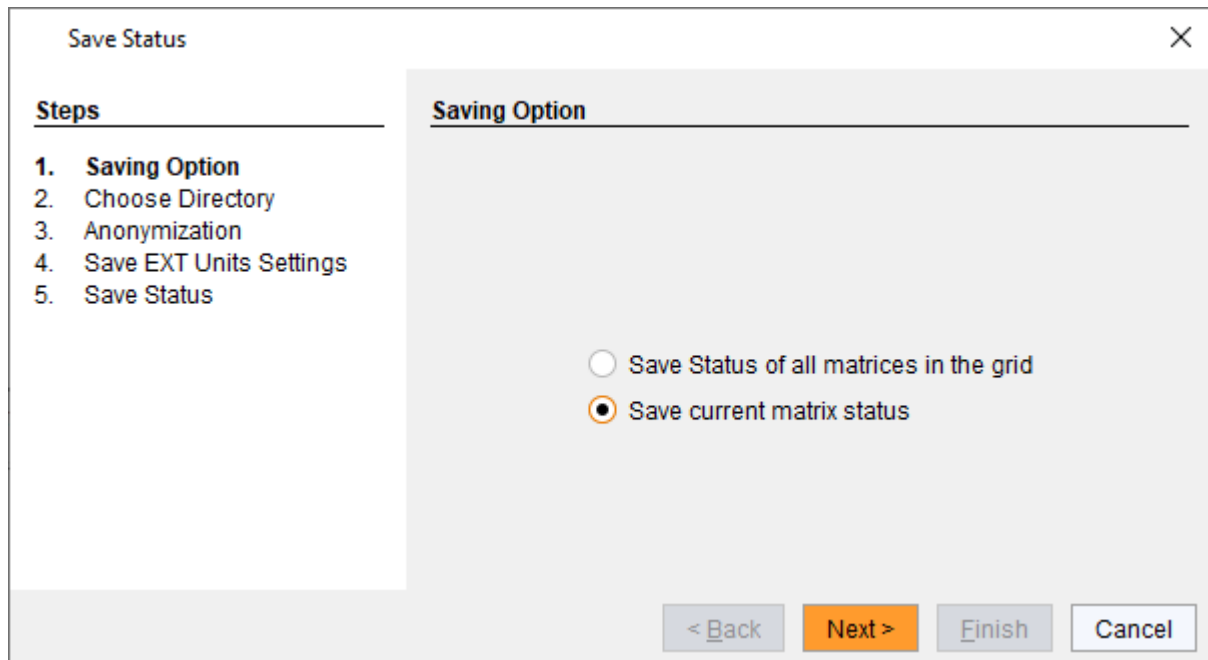 Save Status
Steps
1. Saving Option
2. Choose Directory
3. Anonymization
4. Save EXT Units Settings
5. Save Status
Saving Option
Save Status of all matrices in the grid
Save current matrix status
< Back
Next >
Finish
Cancel